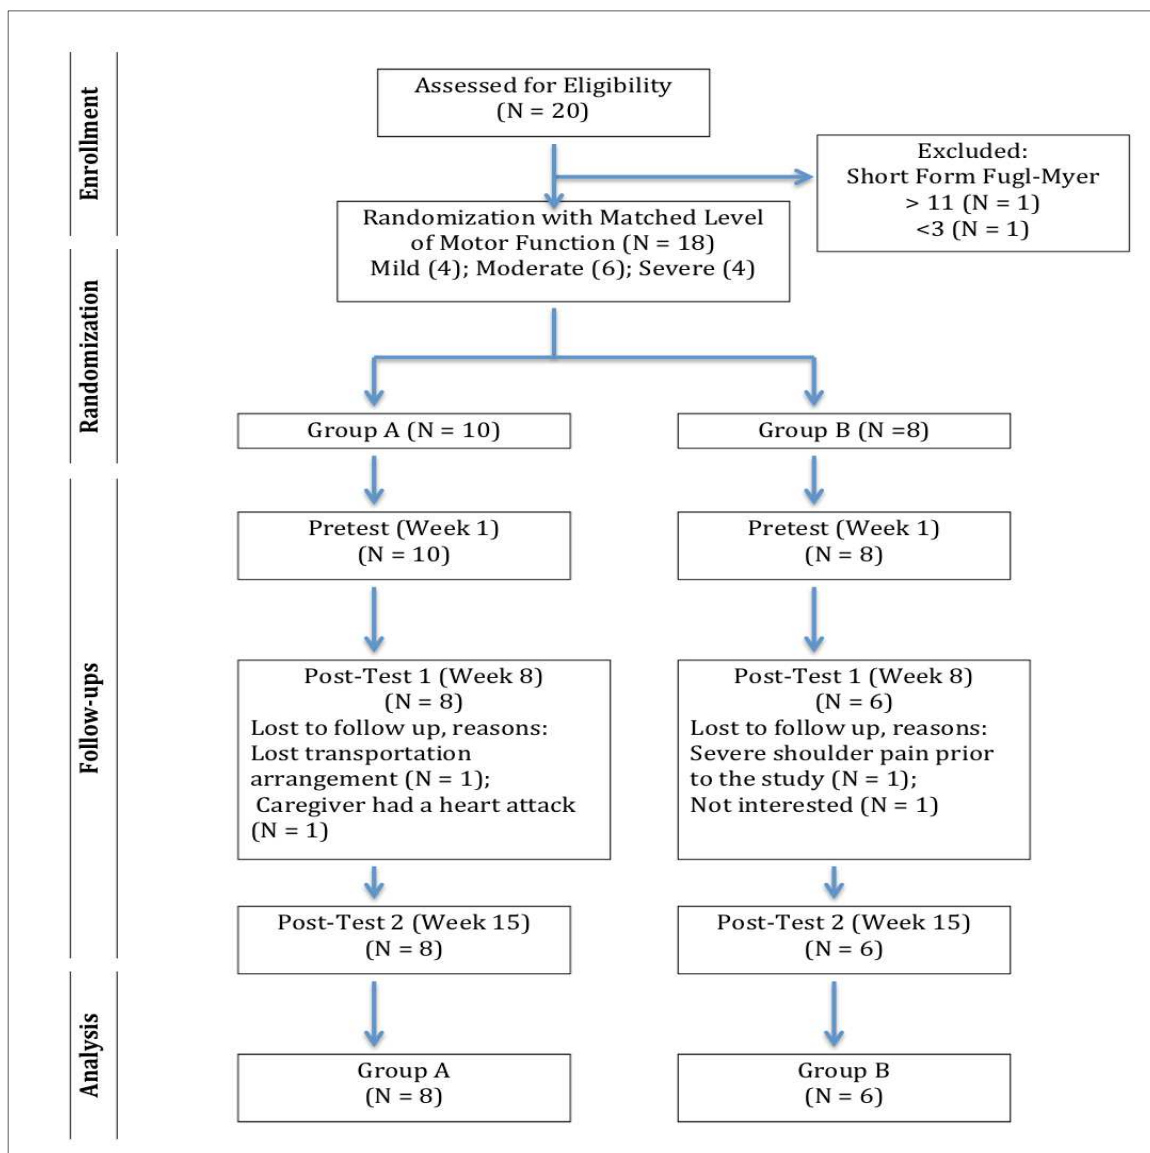 Enrollment
Assessed for Eligibility
(N = 20)
Excluded:
Short Form Fugl-Myer
> 11 (N = 1)
<3 (N = 1)
Randomization with Matched Level
of Motor Function (N = 18)
Mild (4); Moderate (6); Severe (4)
Randomization
Group A (N = 10)
Group B (N =8)
Follow-ups
Pretest (Week 1)
(N = 10)
Pretest (Week 1)
(N = 8)
Post-Test 1 (Week 8)
(N = 8)
Lost to follow up, reasons:
Lost transportation
arrangement (N = 1);
Caregiver had a heart attack
(N = 1)
Post-Test 1 (Week 8)
(N = 6)
Lost to follow up, reasons:
Severe shoulder pain prior
to the study (N = 1);
Not interested (N = 1)
Post-Test 2 (Week 15)
(N = 8)
Post-Test 2 (Week 15)
(N = 6)
Analysis
Group A
(N = 8)
Group B
(N = 6)